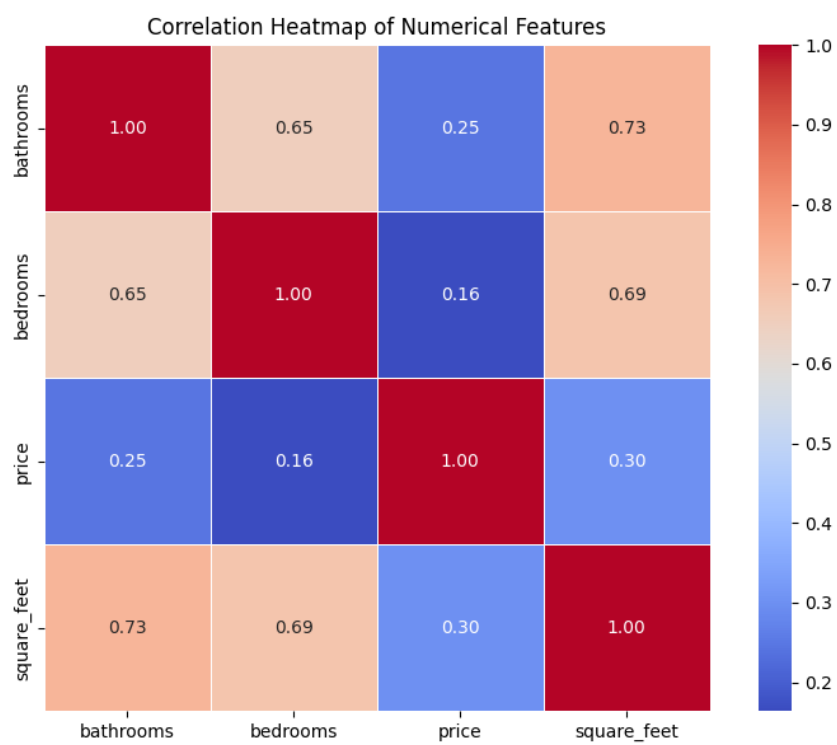 Correlation Heatmap of Numerical Features
bathrooms
1.00
0.65
0.25
0.73
bedrooms
0.65
1.00
0.16
0.69
price
0.25
0.16
1.00
0.30
square_feet
0.73
0.69
0.30
1.00
bathrooms
bedrooms
price
square_feet
1.0
0.9
0.8
0.7
0.6
0.5
0.4
0.3
0.2